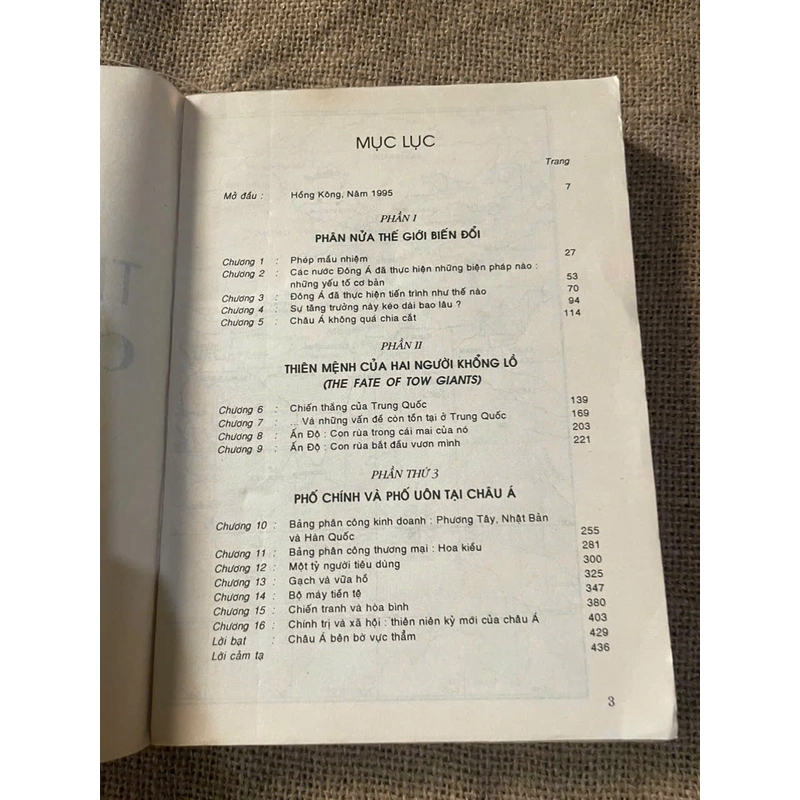 MỤC LỤC
Trang
Mở đầu : Hồng Kông, Năm 1995 7
PHẦN I
PHÂN NỬA THẾ GIỚI BIẾN ĐỔI
Chương 1 : Phép mầu nhiệm 27
Chương 2 : Các nước Đông Á đã thực hiện những biện pháp nào :
những yếu tố cơ bản 53
Chương 3 : Đông Á đã thực hiện tiến trình như thế nào 70
Chương 4 : Sự tăng trưởng này kéo dài bao lâu ? 94
Chương 5 : Châu Á không quá chia cắt 114
PHẦN II
THIÊN MỆNH CỦA HAI NGƯỜI KHỔNG LỒ
(THE FATE OF TOW GIANTS)
Chương 6 : Chiến thắng của Trung Quốc 139
Chương 7 : ... Và những vấn đề còn tồn tại ở Trung Quốc 169
Chương 8 : Ấn Độ : Con rùa trong cái mai của nó 203
Chương 9 : Ấn Độ : Con rùa bắt đầu vươn mình 221
PHẦN THỨ 3
PHỐ CHÍNH VÀ PHỐ UÔN TẠI CHÂU Á
Chương 10 : Bảng phân công kinh doanh : Phương Tây, Nhật Bản
và Hàn Quốc 255
Chương 11 : Bảng phân công thương mại : Hoa kiều 281
Chương 12 : Một tỷ người tiêu dùng 300
Chương 13 : Gạch và vữa hồ 325
Chương 14 : Bộ máy tiền tệ 347
Chương 15 : Chiến tranh và hòa bình 380
Chương 16 : Chính trị và xã hội : thiên niên kỷ mới của châu Á 403
Lời bạt : Châu Á bên bờ vực thẩm 429
Lời cảm tạ 436
3